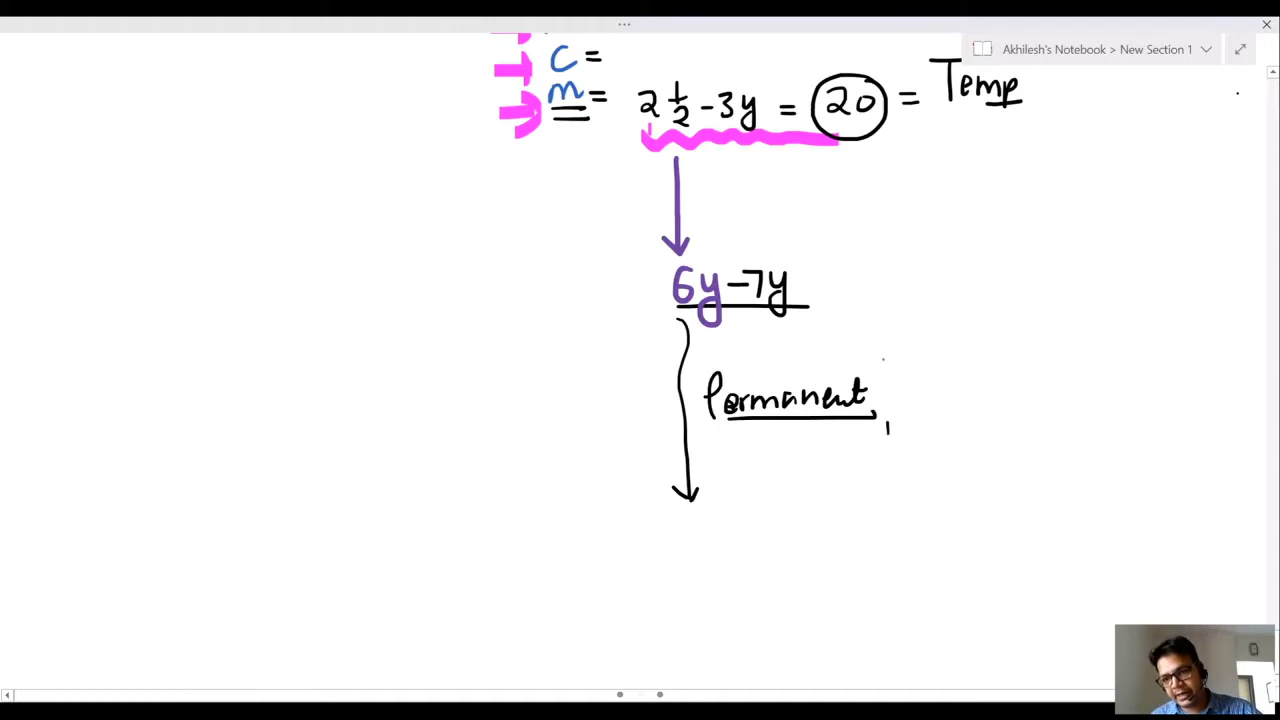 Akhilesh's Notebook > New Section 1
C =
m = 2 1/2 - 3y = 20 = Temp
6y - 7y
Permanent,